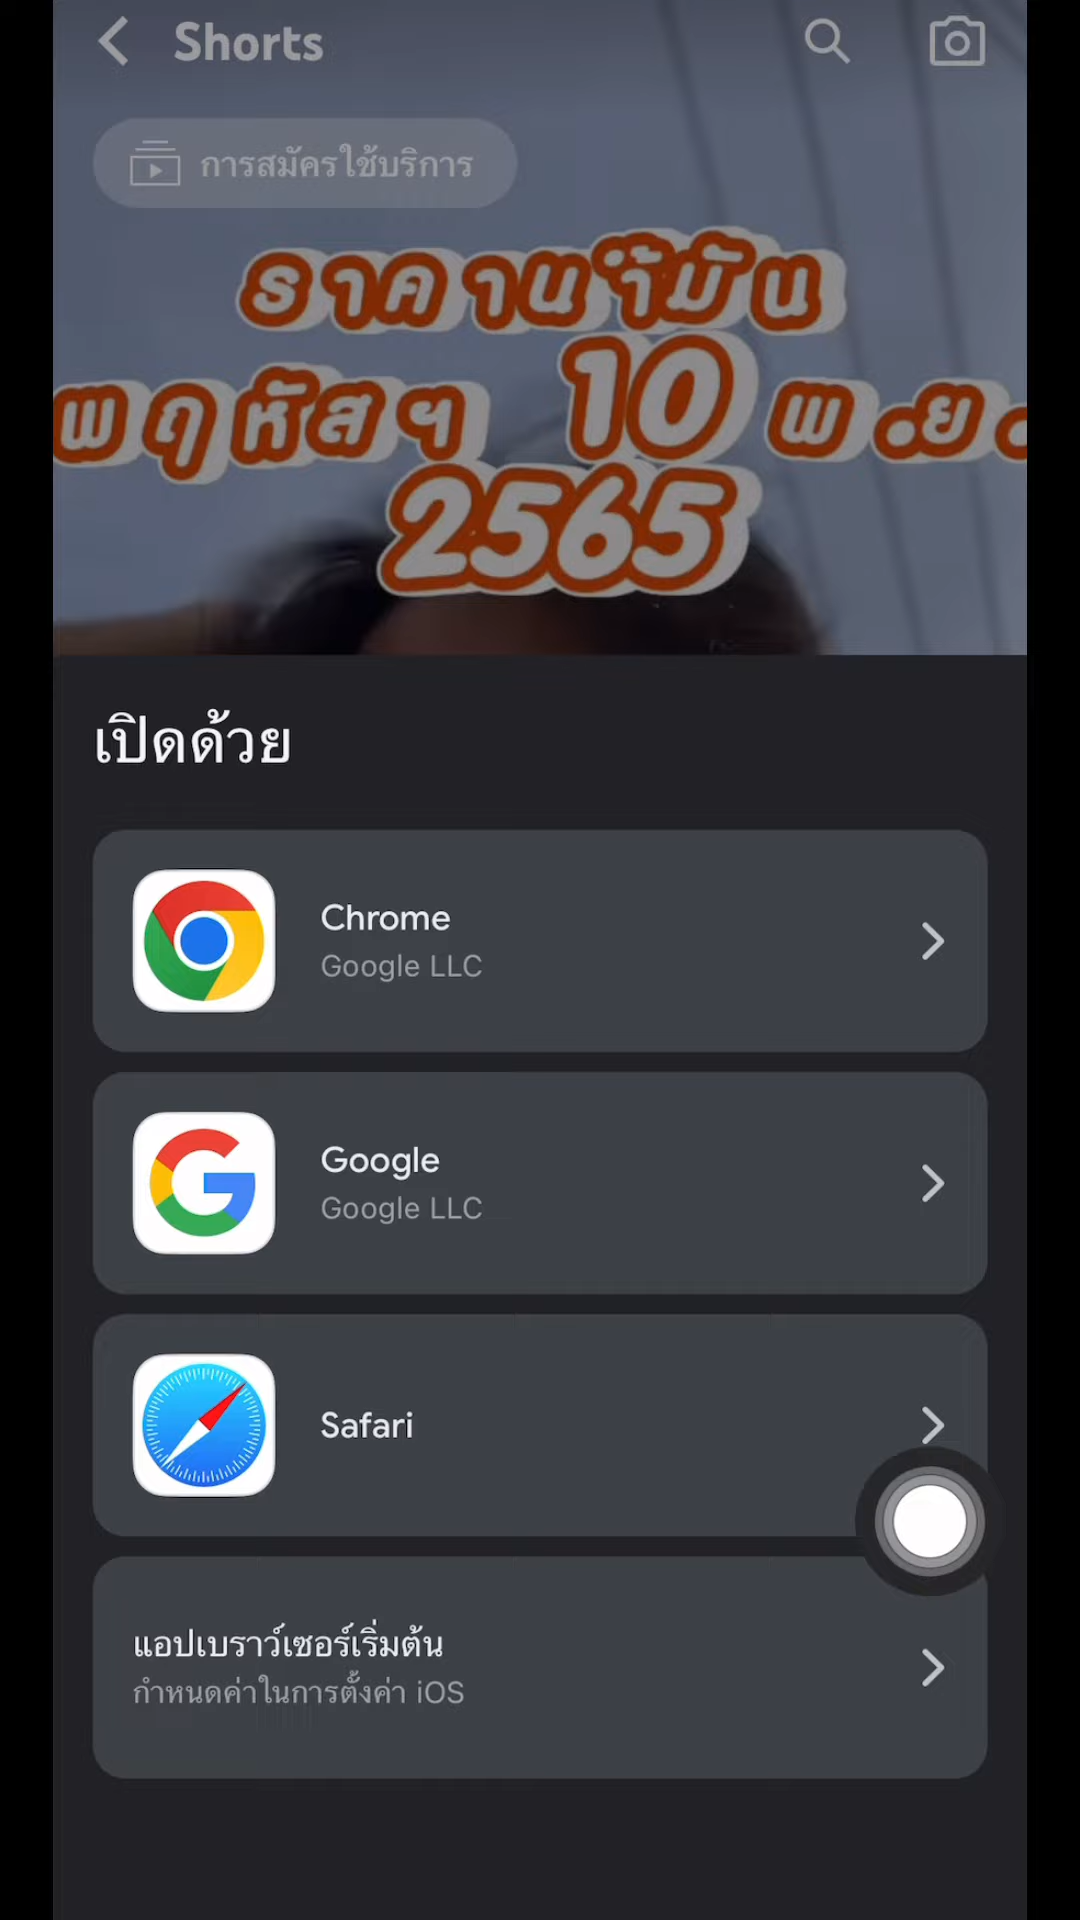 Shorts
การสมัครใช้บริการ
ราคาน้ำมัน
พฤหัสฯ 10 พ.ย.
2565
เปิดด้วย
Chrome
Google LLC
Google
Google LLC
Safari
แอปเบราว์เซอร์เริ่มต้น
กำหนดค่าในการตั้งค่า iOS